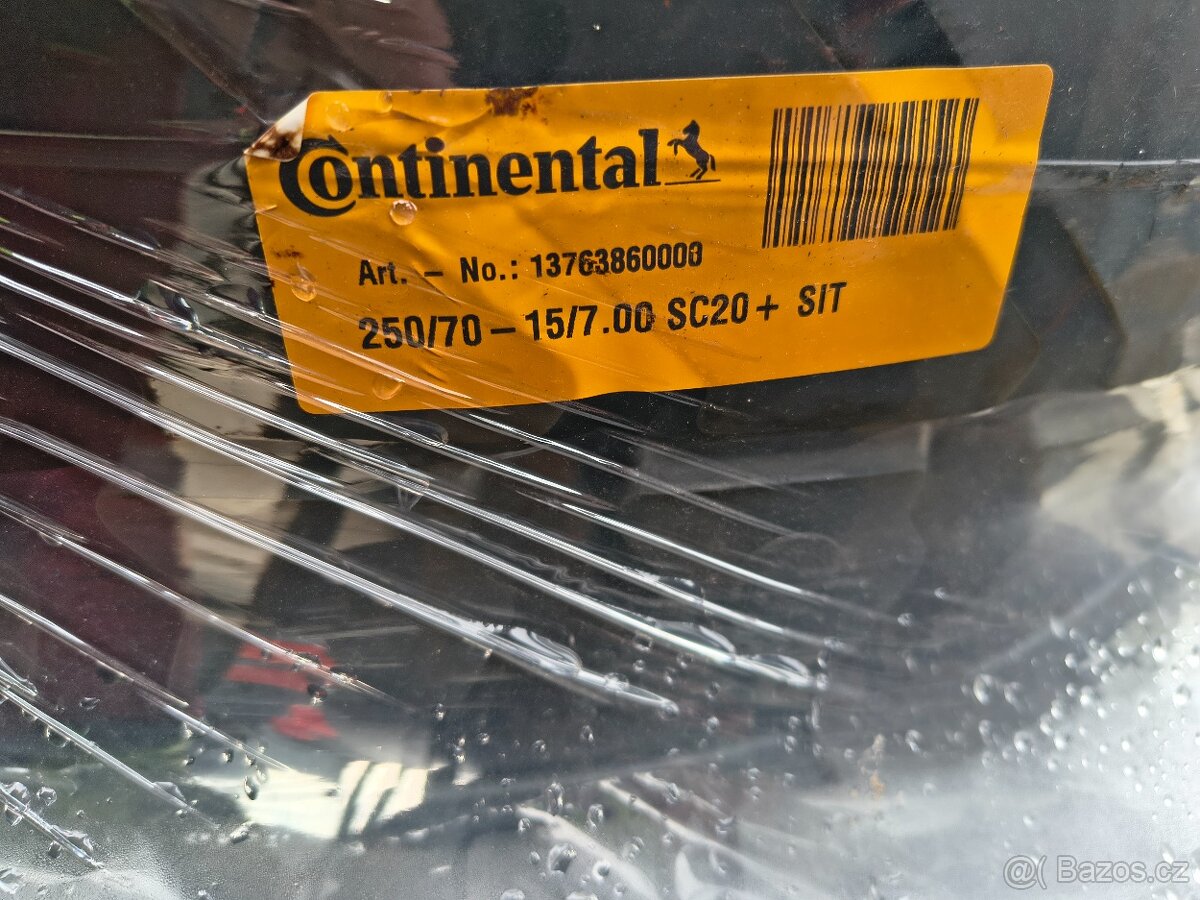 Continental
Art. - No.: 13763860000
250/70 - 15/7.00 SC20+ SIT
@( Bazos.cz